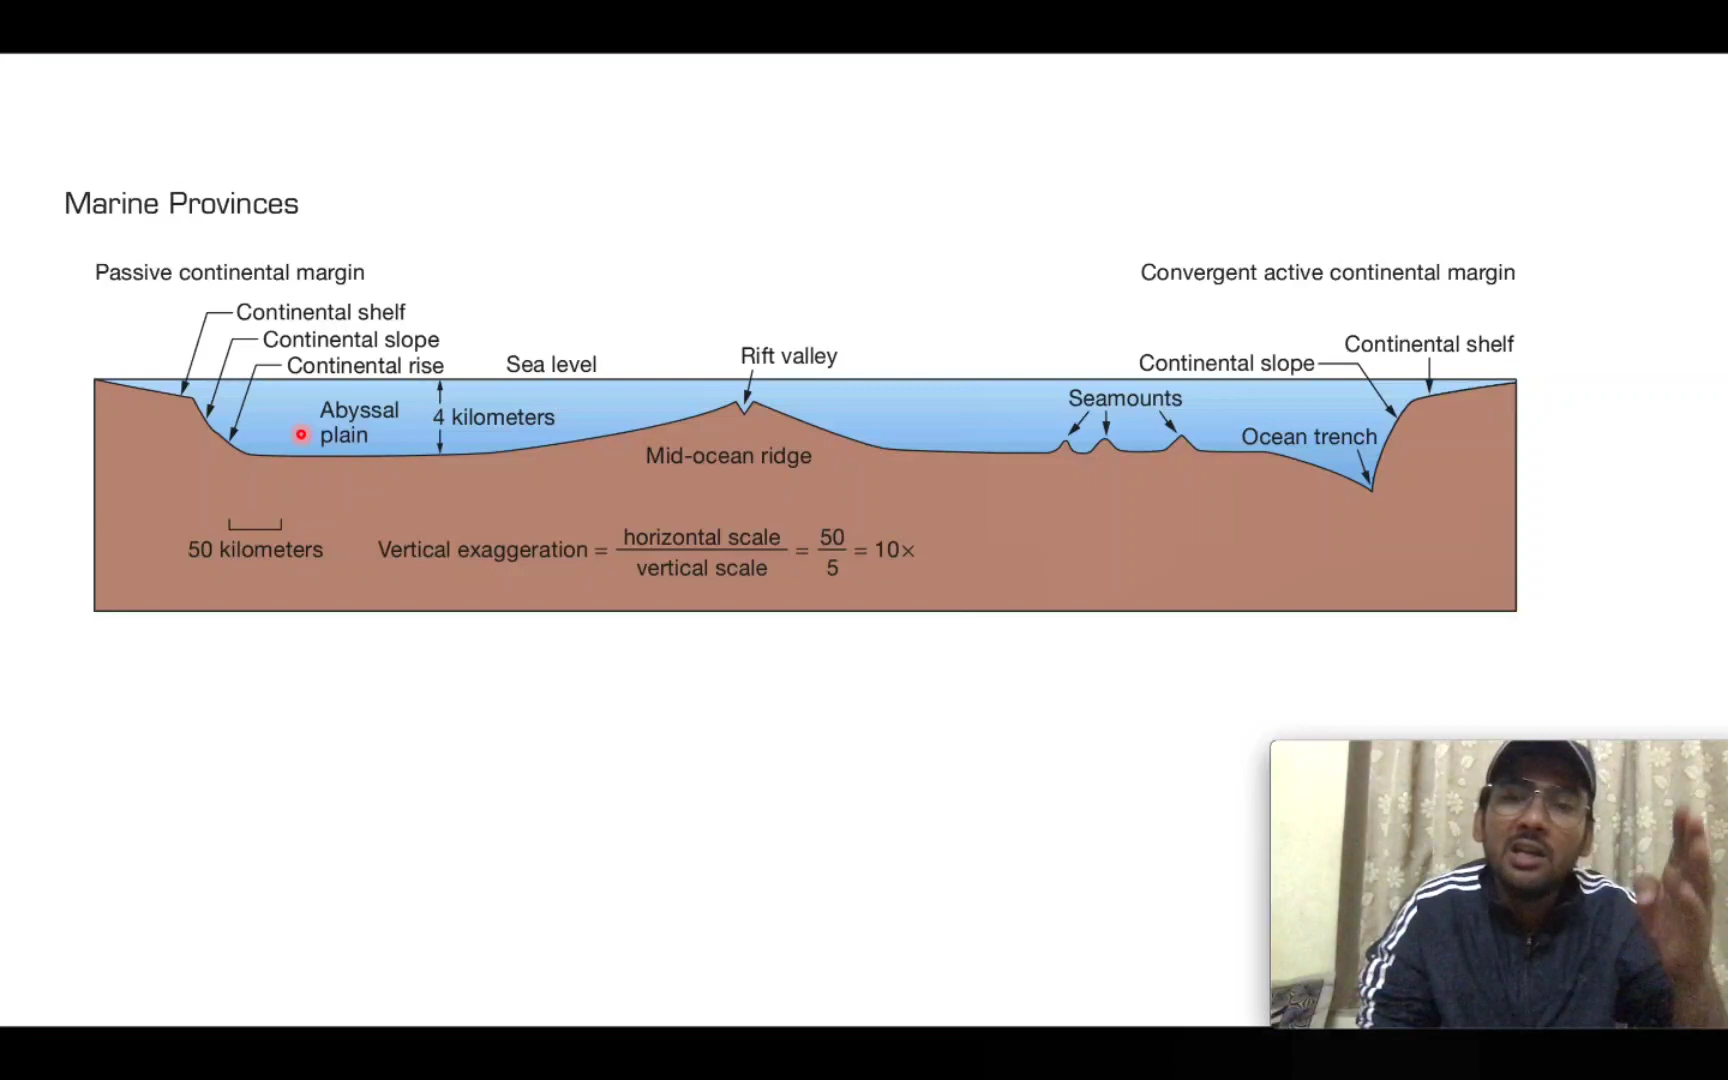 Marine Provinces
Passive continental margin
Convergent active continental margin
Continental shelf
Continental slope
Continental rise
Sea level
Rift valley
Continental shelf
Continental slope
Abyssal
plain
4 kilometers
Seamounts
Ocean trench
Mid-ocean ridge
50 kilometers
Vertical exaggeration = horizontal scale / vertical scale = 50 / 5 = 10×